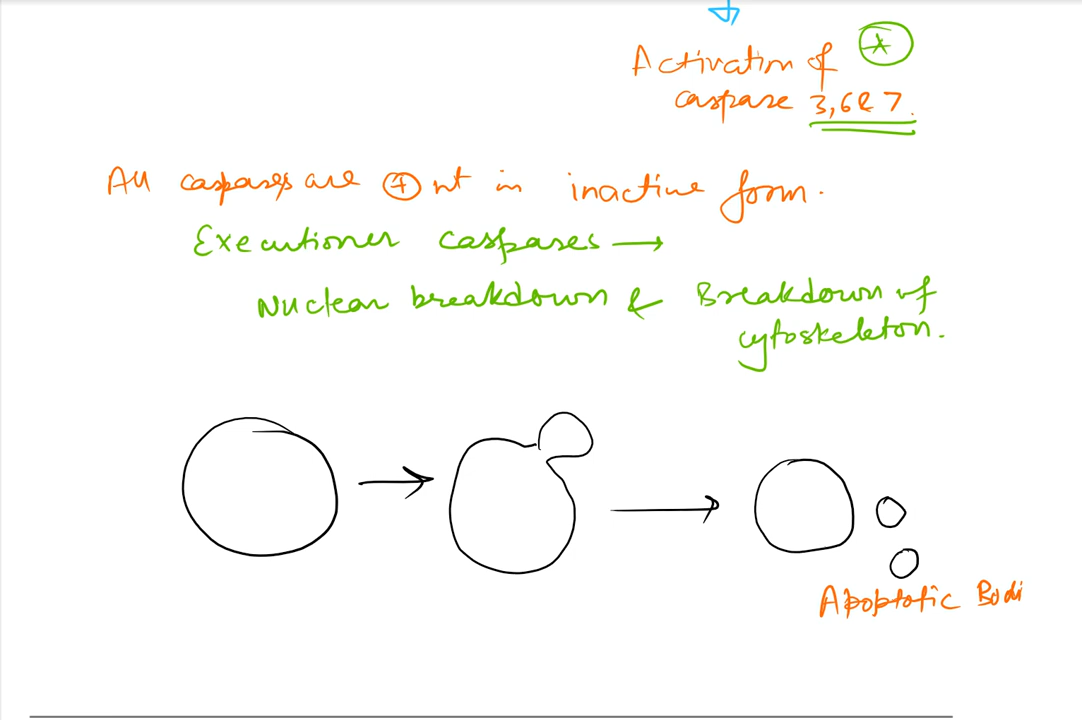 Activation of
caspase 3,6 & 7.
All caspases are ⊕nt in inactive form.
Executioner caspases →
Nuclear breakdown & Breakdown of
cytoskeleton.
Apoptotic Bodi